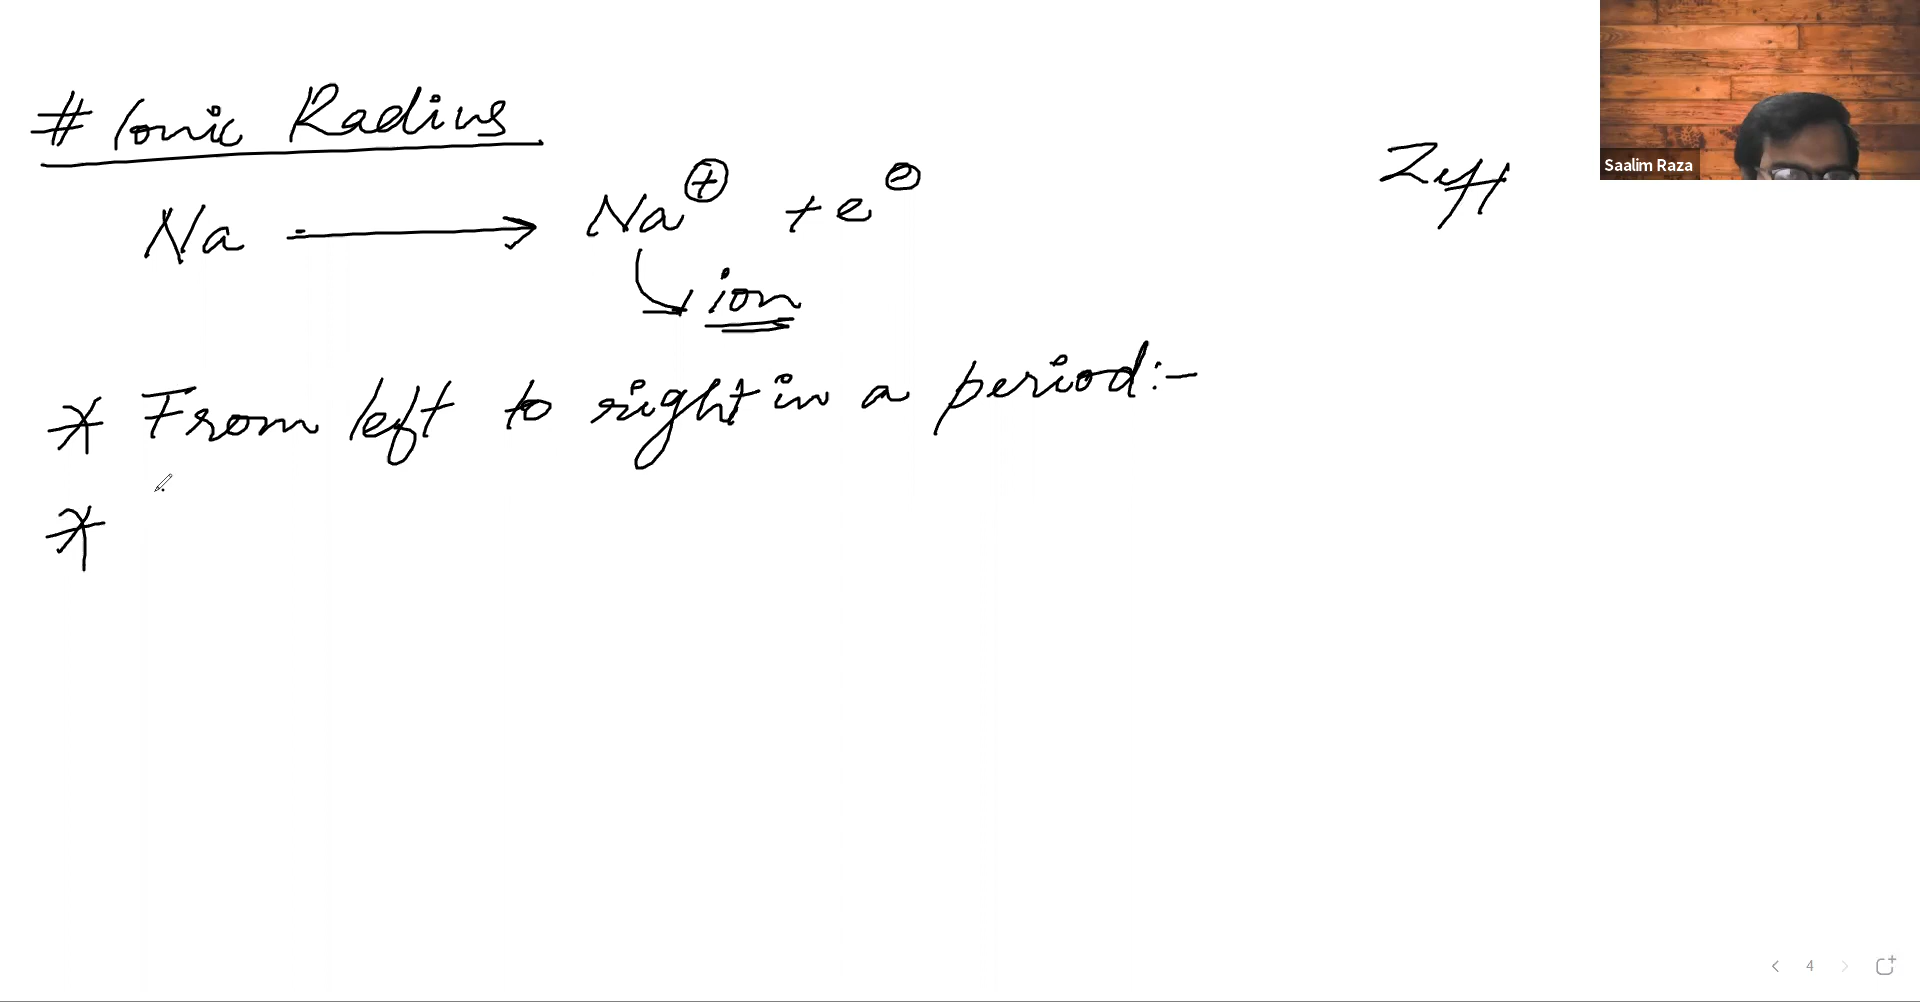 # Ionic Radius
Na ⟶ Na⊕ + e⊖
ion
Zeff
Saalim Raza
* From left to right in a period:-
*
4